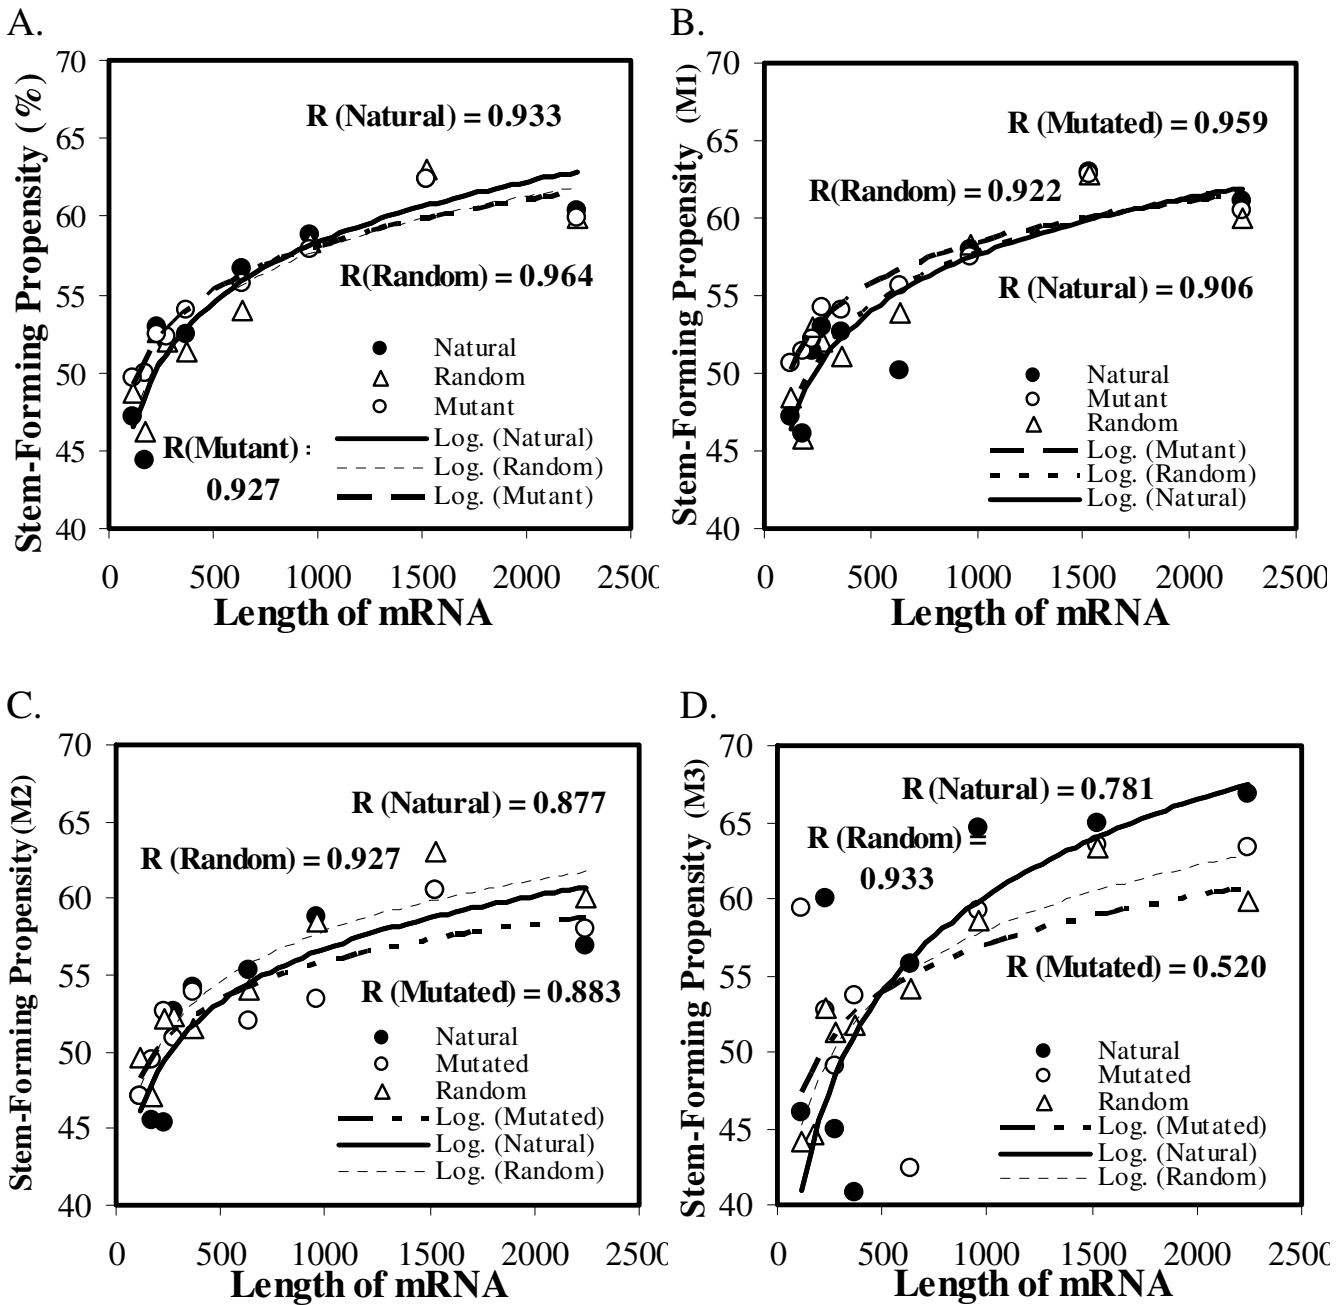 A.
Stem-Forming Propensity (%)
70
65
60
55
50
45
40
R (Natural) = 0.933
R(Random) = 0.964
Natural
Random
Mutant
R(Mutant) :
0.927
Log. (Natural)
Log. (Random)
Log. (Mutant)
0 500 1000 1500 2000 2500
Length of mRNA
B.
Stem-Forming Propensity (M1)
70
65
60
55
50
45
40
R (Mutated) = 0.959
R(Random) = 0.922
R (Natural) = 0.906
Natural
Mutant
Random
Log. (Mutant)
Log. (Random)
Log. (Natural)
0 500 1000 1500 2000 2500
Length of mRNA
C.
Stem-Forming Propensity (M2)
70
65
60
55
50
45
40
R (Natural) = 0.877
R (Random) = 0.927
R (Mutated) = 0.883
Natural
Mutated
Random
Log. (Mutated)
Log. (Natural)
Log. (Random)
0 500 1000 1500 2000 2500
Length of mRNA
D.
Stem-Forming Propensity (M3)
70
65
60
55
50
45
40
R (Natural) = 0.781
R (Random) =
0.933
R (Mutated) = 0.520
Natural
Mutated
Random
Log. (Mutated)
Log. (Natural)
Log. (Random)
0 500 1000 1500 2000 2500
Length of mRNA